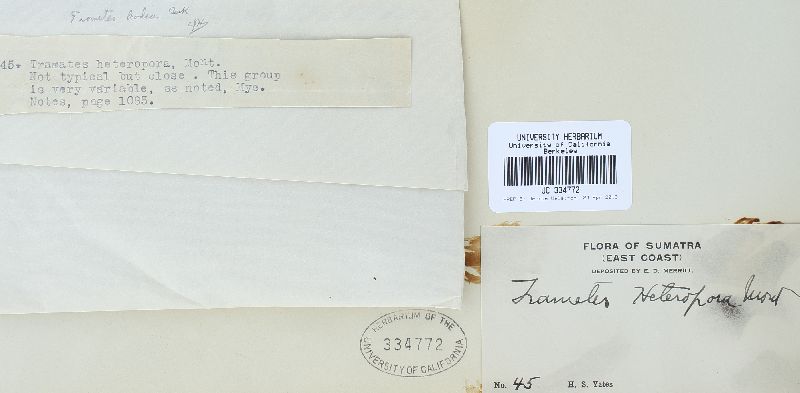 Trametes
45. Tramates heteropora, Mont.
Not typical but close . This group
is very variable, as noted, Myc.
Notes, page 1083.
UNIVERSITY HERBARIUM
University of California
Berkeley
UC 334772
FLORA OF SUMATRA
(EAST COAST)
DEPOSITED BY E. D. MERRILL.
Trametes Heteropora Mont
No. 45 H. S. Yates
HERBARIUM OF THE
334772
UNIVERSITY OF CALIFORNIA